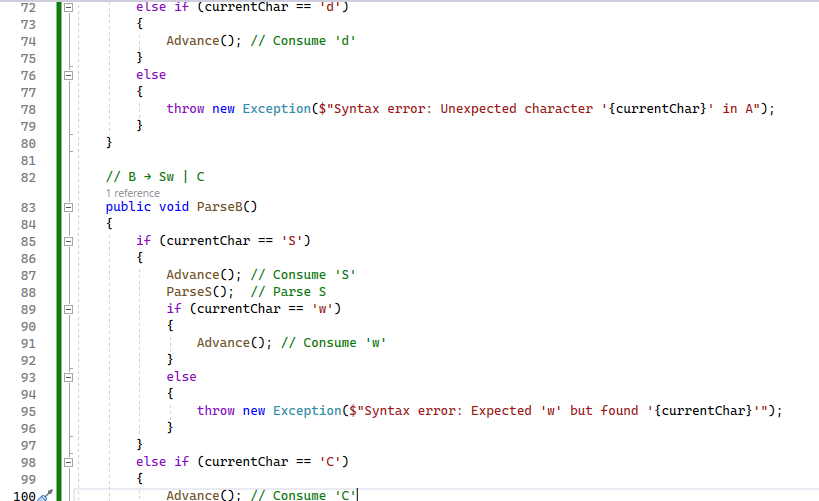 72 else if (currentChar == 'd')
73 {
74 Advance(); // Consume 'd'
75 }
76 else
77 {
78 throw new Exception($"Syntax error: Unexpected character '{currentChar}' in A");
79 }
80 }
81
82 // B → Sw | C
1 reference
83 public void ParseB()
84 {
85 if (currentChar == 'S')
86 {
87 Advance(); // Consume 'S'
88 ParseS();  // Parse S
89 if (currentChar == 'w')
90 {
91 Advance(); // Consume 'w'
92 }
93 else
94 {
95 throw new Exception($"Syntax error: Expected 'w' but found '{currentChar}'");
96 }
97 }
98 else if (currentChar == 'C')
99 {
100 Advance(); // Consume 'C'